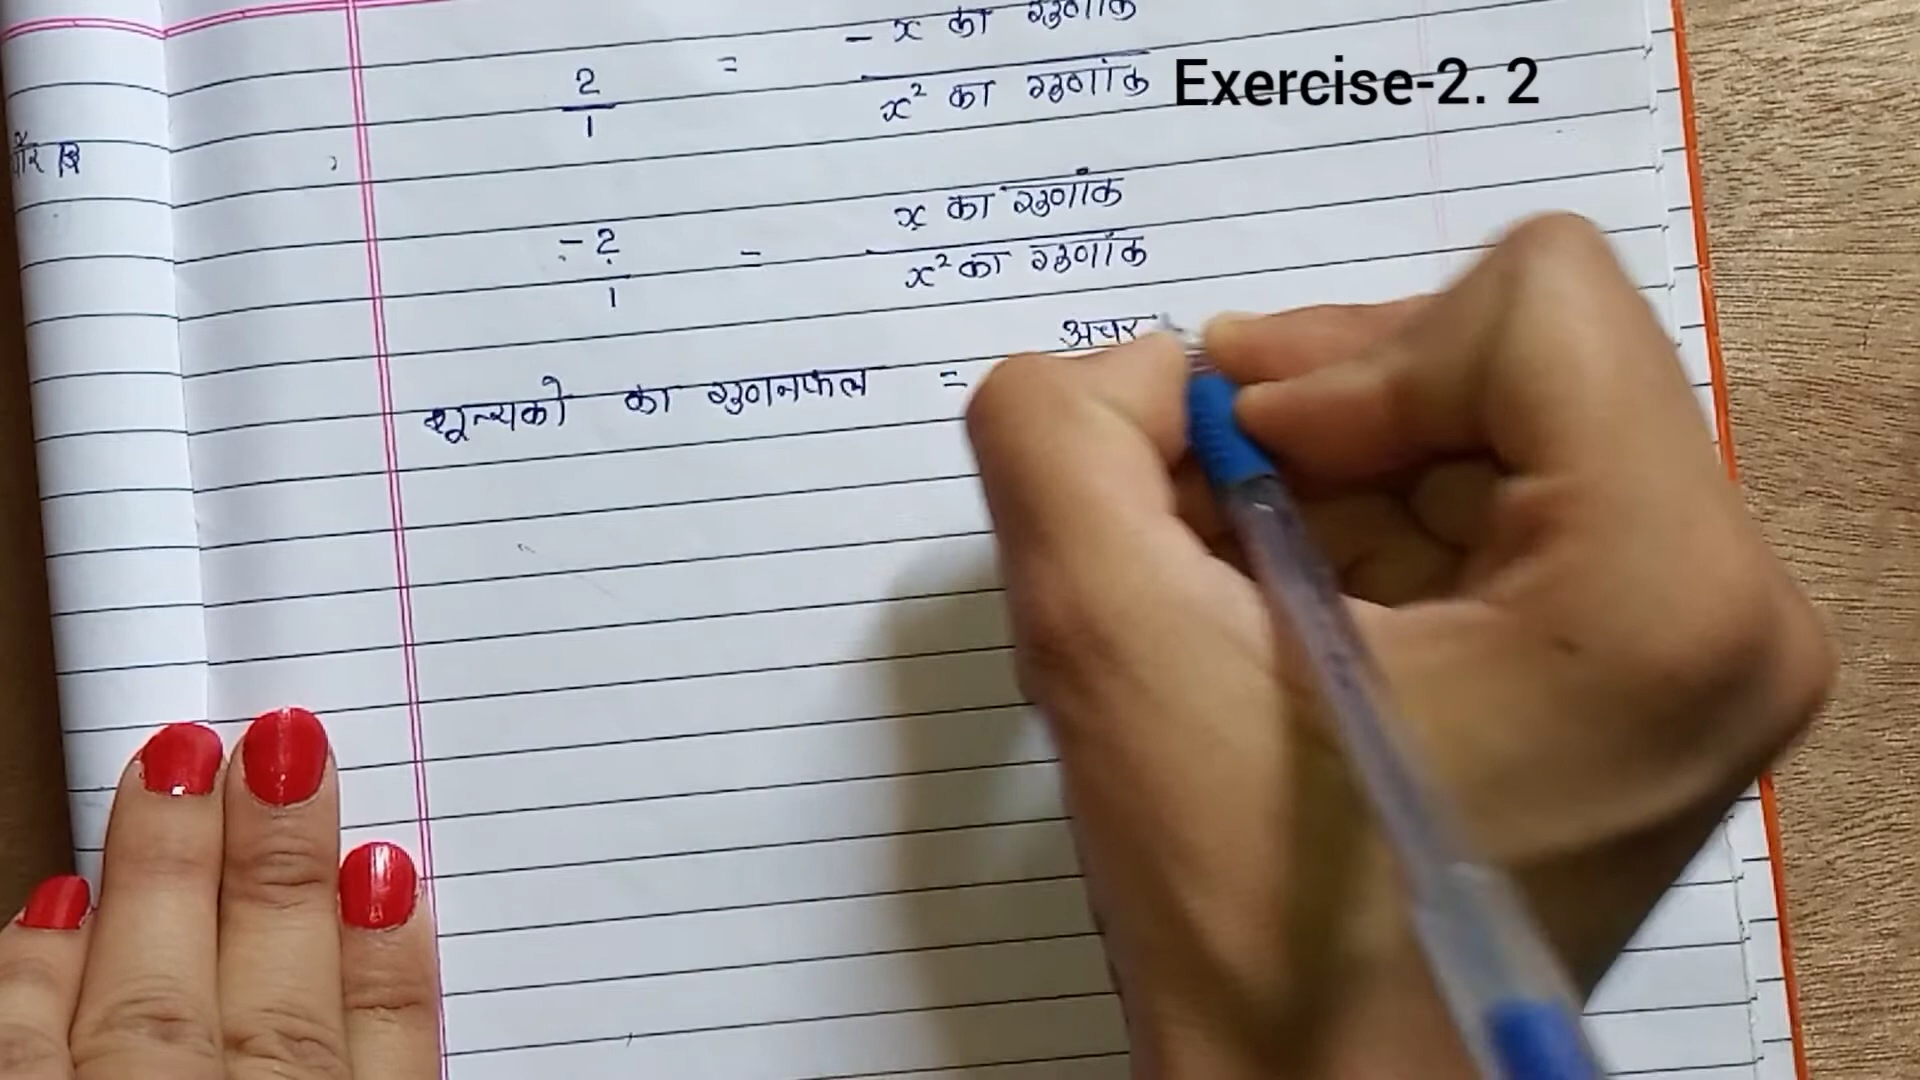 - x का गुणांक
2/1 = x² का गुणांक
Exercise-2. 2
-2/1 = x का गुणांक / x² का गुणांक
अचर
शून्यको का गुणनफल =